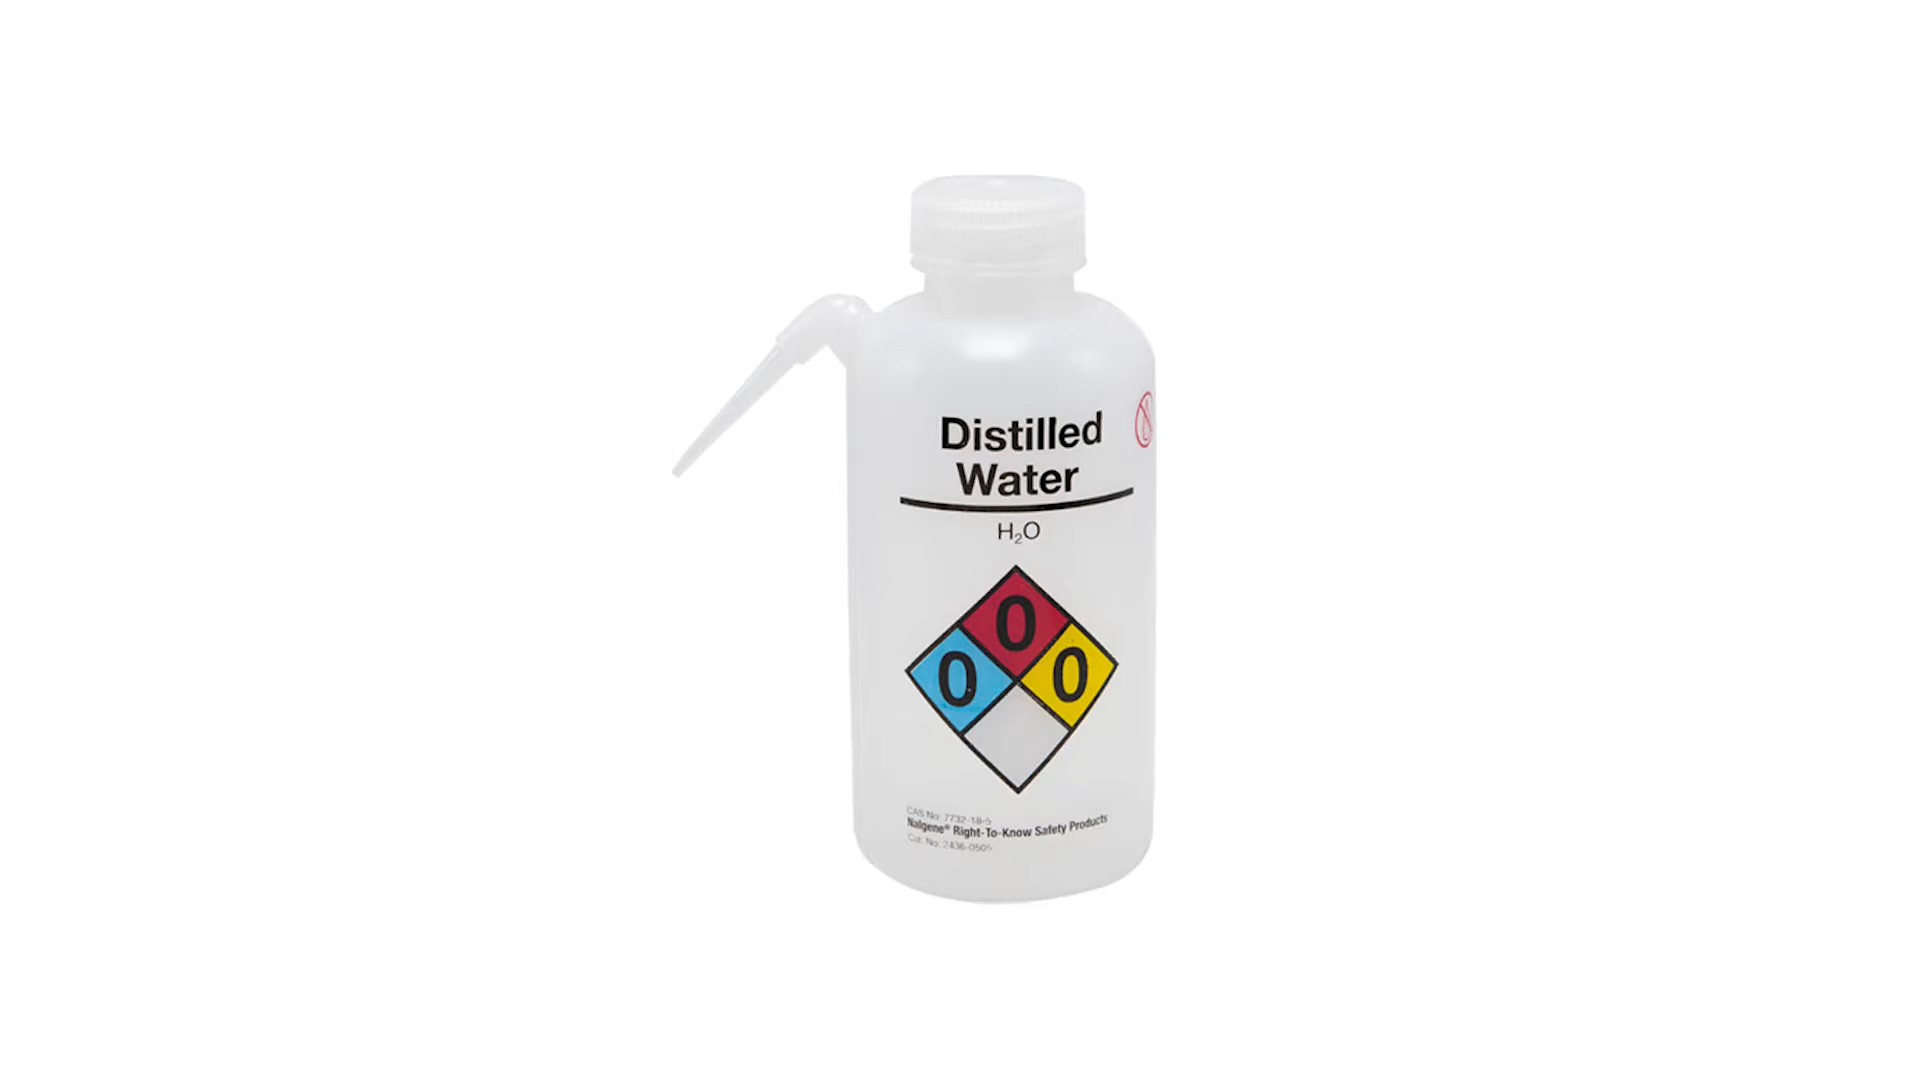 Distilled
Water
H₂O
0
0
0
CAS No: 7732-18-5
Nalgene® Right-To-Know Safety Products
Cat. No. 2436-0505